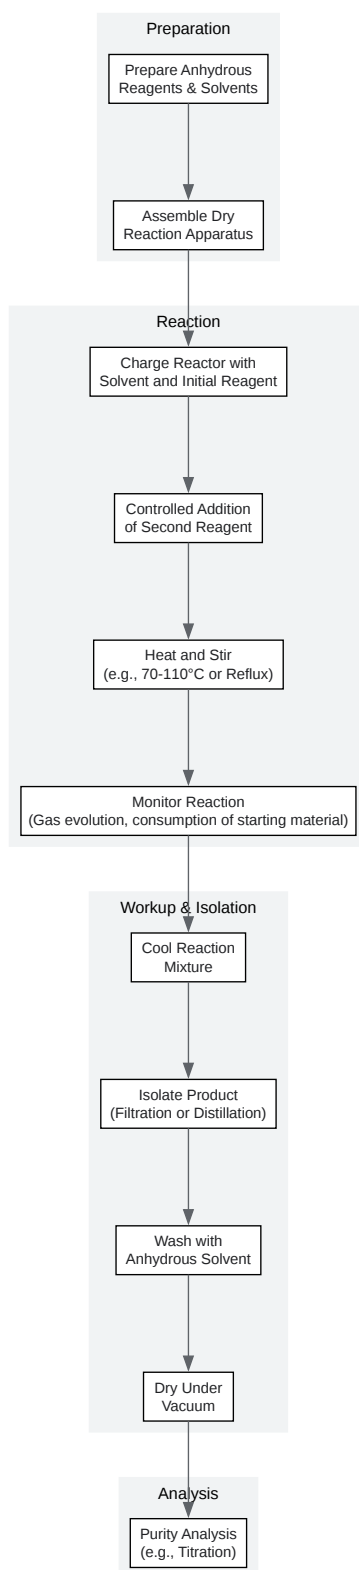 Preparation
Prepare Anhydrous
Reagents & Solvents
Assemble Dry
Reaction Apparatus
Reaction
Charge Reactor with
Solvent and Initial Reagent
Controlled Addition
of Second Reagent
Heat and Stir
(e.g., 70-110°C or Reflux)
Monitor Reaction
(Gas evolution, consumption of starting material)
Workup & Isolation
Cool Reaction
Mixture
Isolate Product
(Filtration or Distillation)
Wash with
Anhydrous Solvent
Dry Under
Vacuum
Analysis
Purity Analysis
(e.g., Titration)